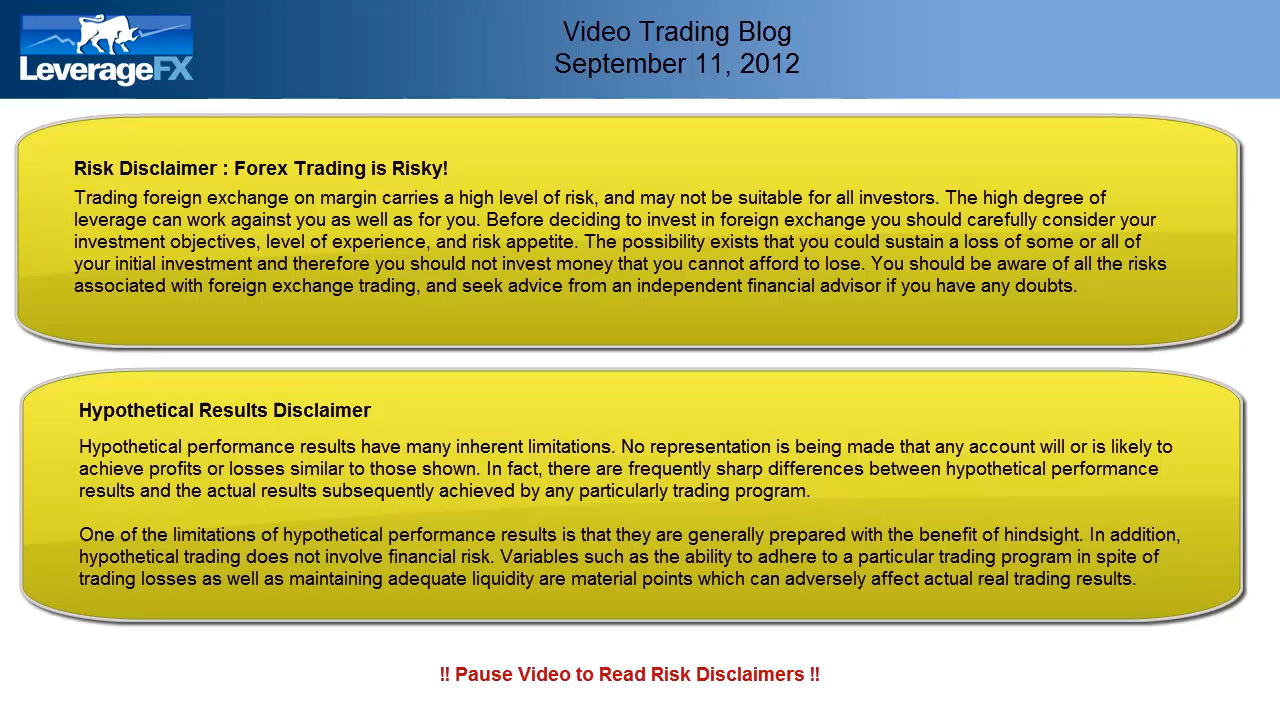 LeverageFX
Video Trading Blog
September 11, 2012
Risk Disclaimer : Forex Trading is Risky!
Trading foreign exchange on margin carries a high level of risk, and may not be suitable for all investors. The high degree of
leverage can work against you as well as for you. Before deciding to invest in foreign exchange you should carefully consider your
investment objectives, level of experience, and risk appetite. The possibility exists that you could sustain a loss of some or all of
your initial investment and therefore you should not invest money that you cannot afford to lose. You should be aware of all the risks
associated with foreign exchange trading, and seek advice from an independent financial advisor if you have any doubts.
Hypothetical Results Disclaimer
Hypothetical performance results have many inherent limitations. No representation is being made that any account will or is likely to
achieve profits or losses similar to those shown. In fact, there are frequently sharp differences between hypothetical performance
results and the actual results subsequently achieved by any particularly trading program.
One of the limitations of hypothetical performance results is that they are generally prepared with the benefit of hindsight. In addition,
hypothetical trading does not involve financial risk. Variables such as the ability to adhere to a particular trading program in spite of
trading losses as well as maintaining adequate liquidity are material points which can adversely affect actual real trading results.
!! Pause Video to Read Risk Disclaimers !!